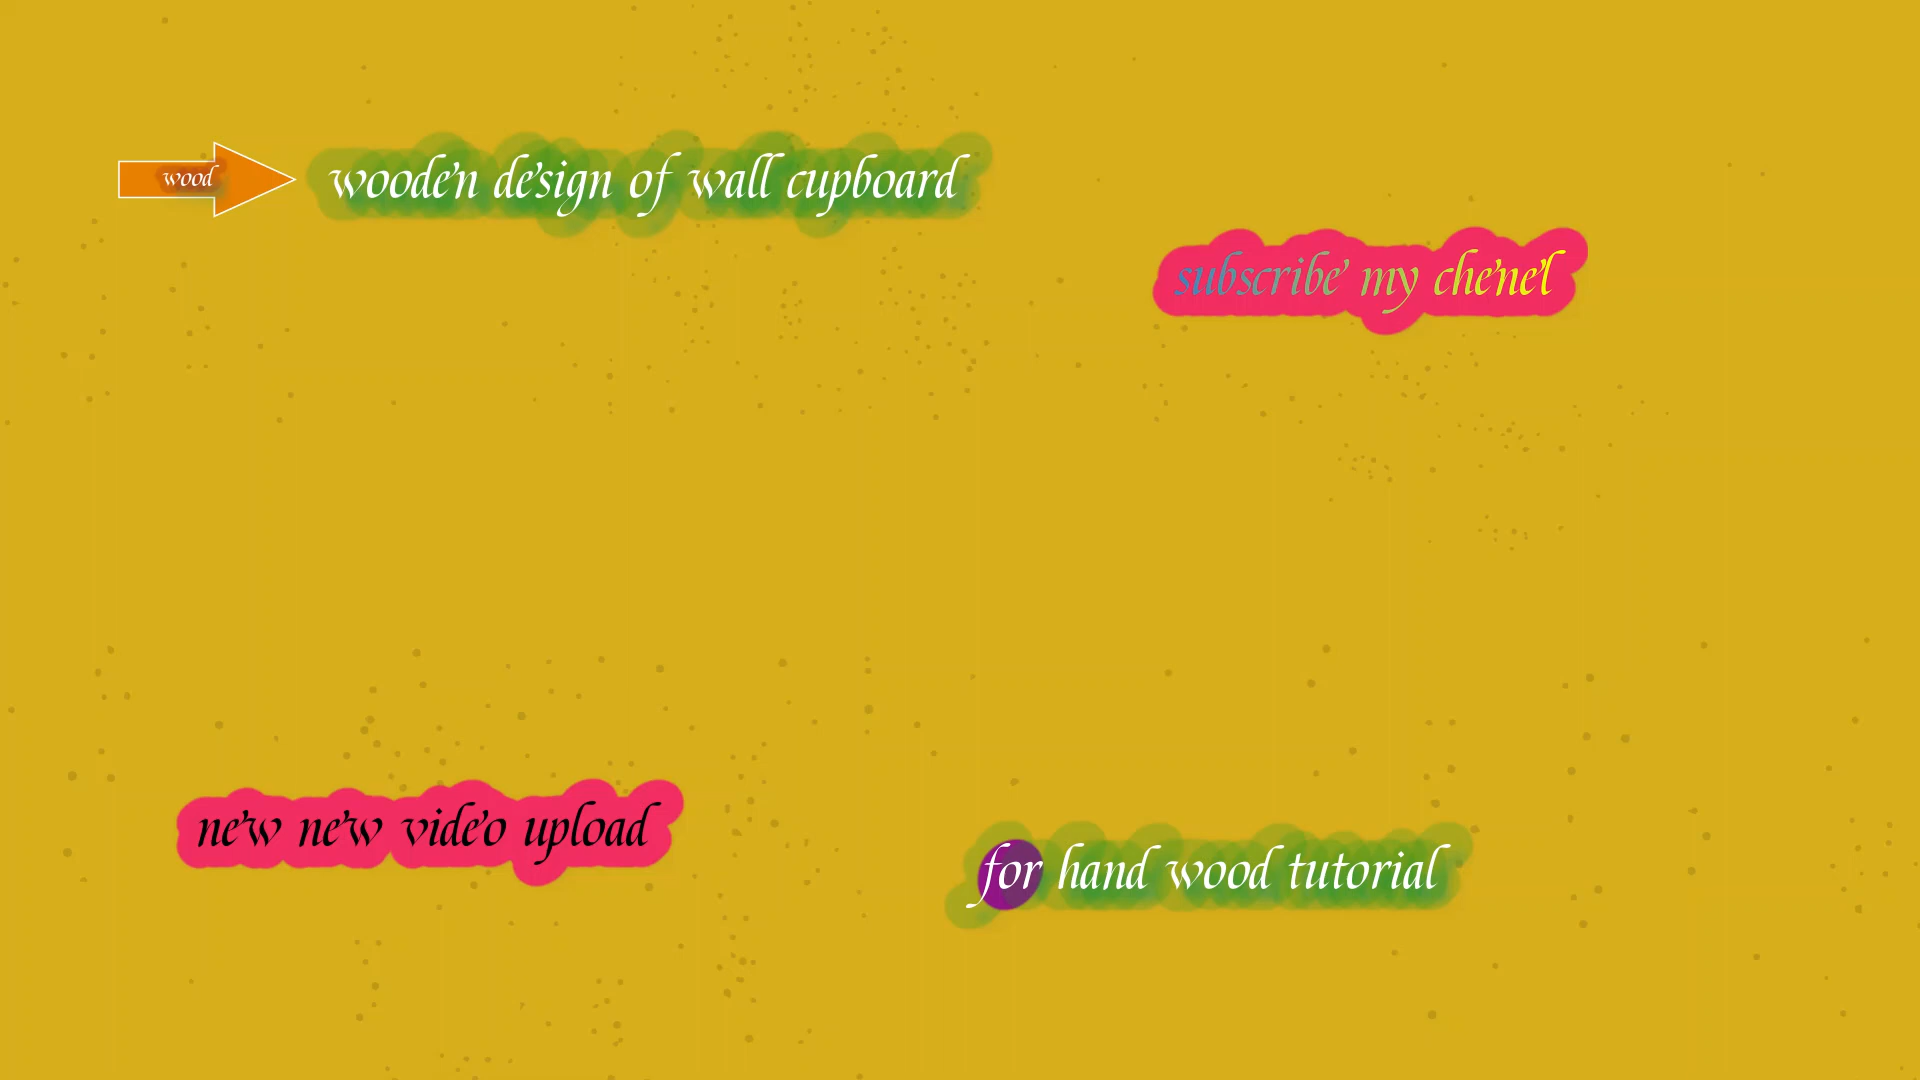 wood
wooden design of wall cupboard
subscribe my chenel
new new video upload
for hand wood tutorial